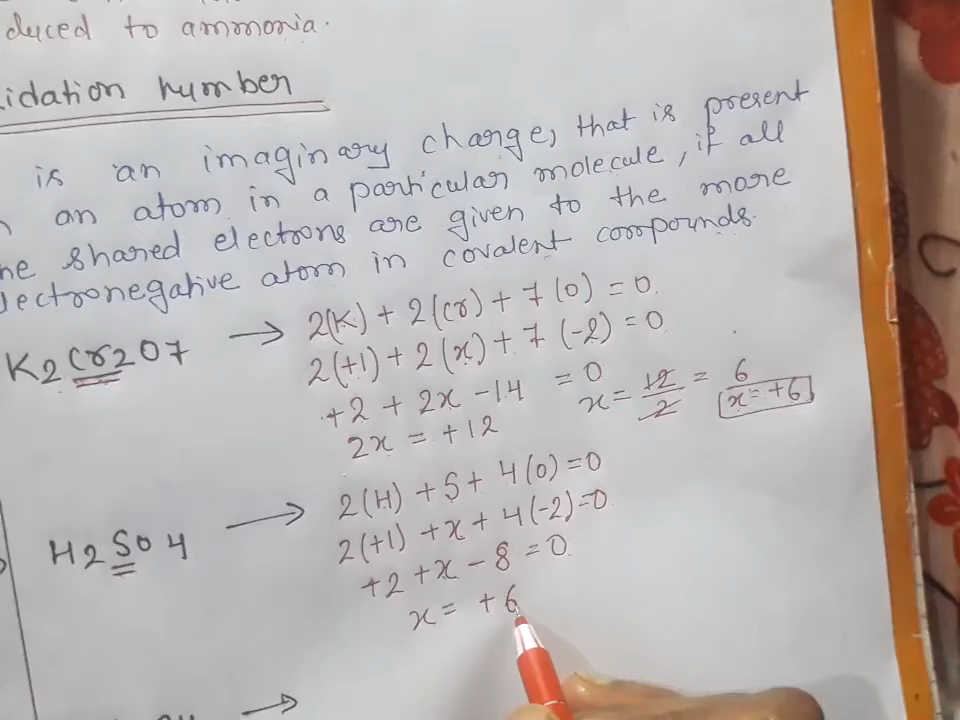 duced to ammonia.
idation number
is an imaginary charge, that is present
an atom in a particular molecule, if all
he shared electrons are given to the more
lectronegative atom in covalent compounds.
K2Cr2O7 → 2(K) + 2(Cr) + 7(O) = 0.
2(+1) + 2(x) + 7(-2) = 0
+2 + 2x - 14 = 0
2x = +12
x = 12/2 = 6
x = +6
H2SO4 → 2(H) + S + 4(O) = 0
2(+1) + x + 4(-2) = 0
+2 + x - 8 = 0
x = +6
→